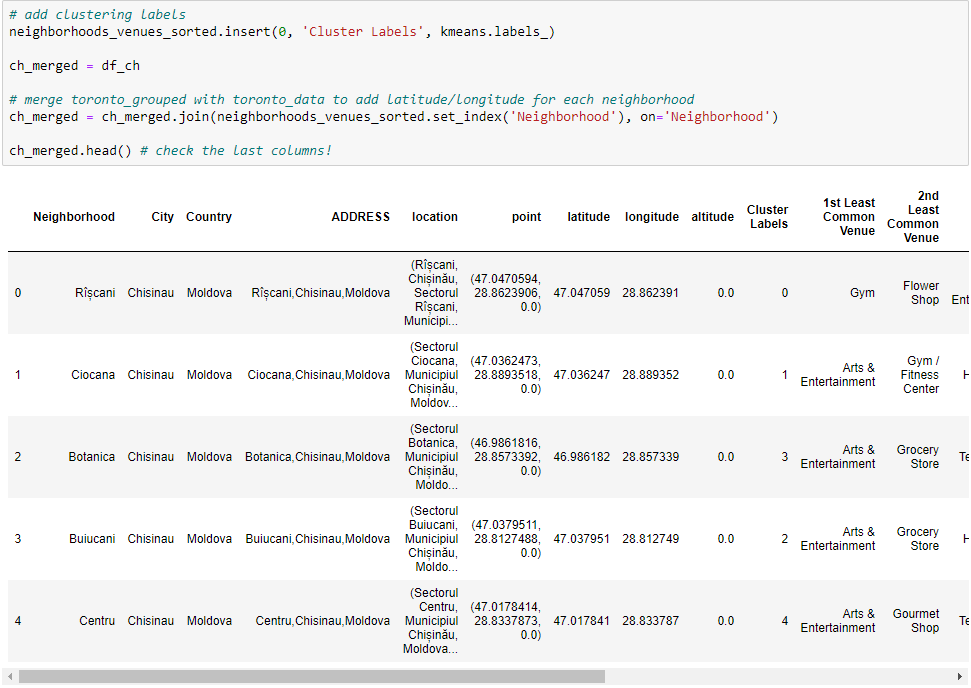 # add clustering labels
neighborhoods_venues_sorted.insert(0, 'Cluster Labels', kmeans.labels_)
ch_merged = df_ch
# merge toronto_grouped with toronto_data to add latitude/longitude for each neighborhood
ch_merged = ch_merged.join(neighborhoods_venues_sorted.set_index('Neighborhood'), on='Neighborhood')
ch_merged.head() # check the last columns!
Neighborhood City Country ADDRESS location point latitude longitude altitude Cluster Labels 1st Least Common Venue 2nd Least Common Venue
0 Rîșcani Chisinau Moldova Rîșcani,Chisinau,Moldova (Rîșcani, Chișinău, Sectorul Rîșcani, Municipi... (47.0470594, 28.8623906, 0.0) 47.047059 28.862391 0.0 0 Gym Flower Shop Ent
1 Ciocana Chisinau Moldova Ciocana,Chisinau,Moldova (Sectorul Ciocana, Municipiul Chișinău, Moldov... (47.0362473, 28.8893518, 0.0) 47.036247 28.889352 0.0 1 Arts & Entertainment Gym / Fitness Center H
2 Botanica Chisinau Moldova Botanica,Chisinau,Moldova (Sectorul Botanica, Municipiul Chișinău, Moldo... (46.9861816, 28.8573392, 0.0) 46.986182 28.857339 0.0 3 Arts & Entertainment Grocery Store Te
3 Buiucani Chisinau Moldova Buiucani,Chisinau,Moldova (Sectorul Buiucani, Municipiul Chișinău, Moldo... (47.0379511, 28.8127488, 0.0) 47.037951 28.812749 0.0 2 Arts & Entertainment Grocery Store H
4 Centru Chisinau Moldova Centru,Chisinau,Moldova (Sectorul Centru, Municipiul Chișinău, Moldova... (47.0178414, 28.8337873, 0.0) 47.017841 28.833787 0.0 4 Arts & Entertainment Gourmet Shop Te